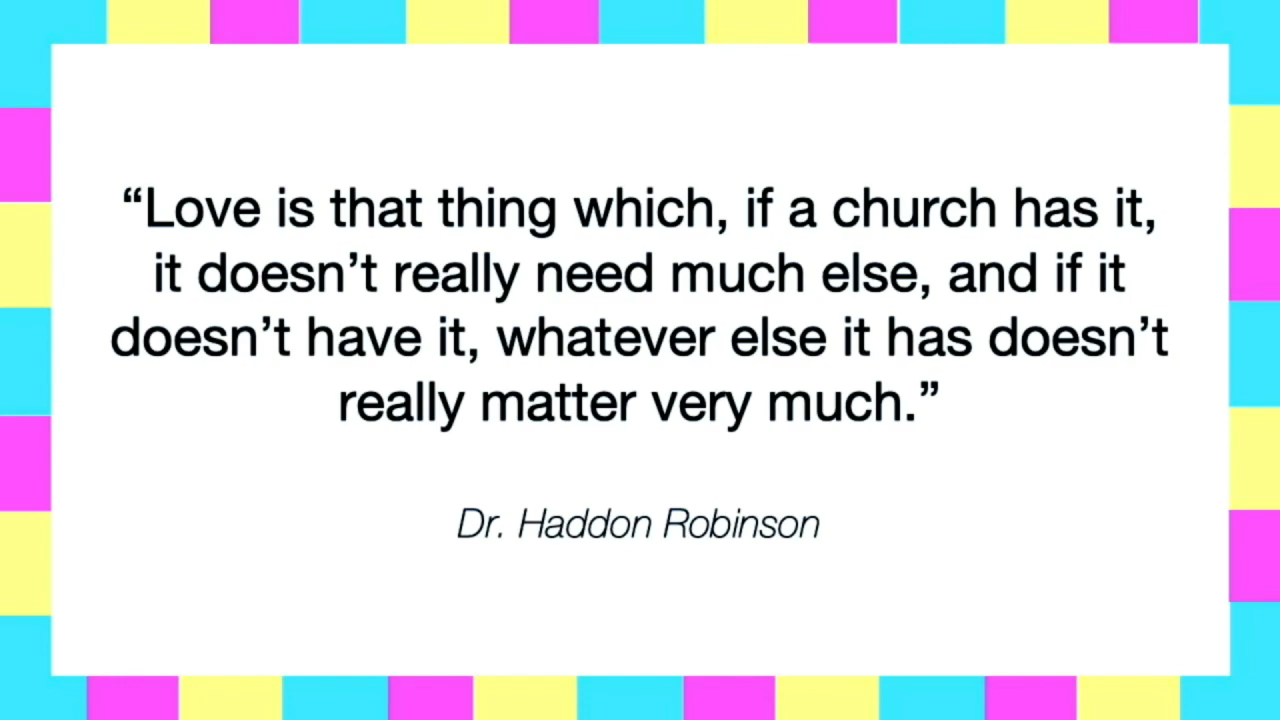 “Love is that thing which, if a church has it,
it doesn’t really need much else, and if it
doesn’t have it, whatever else it has doesn’t
really matter very much.”
Dr. Haddon Robinson